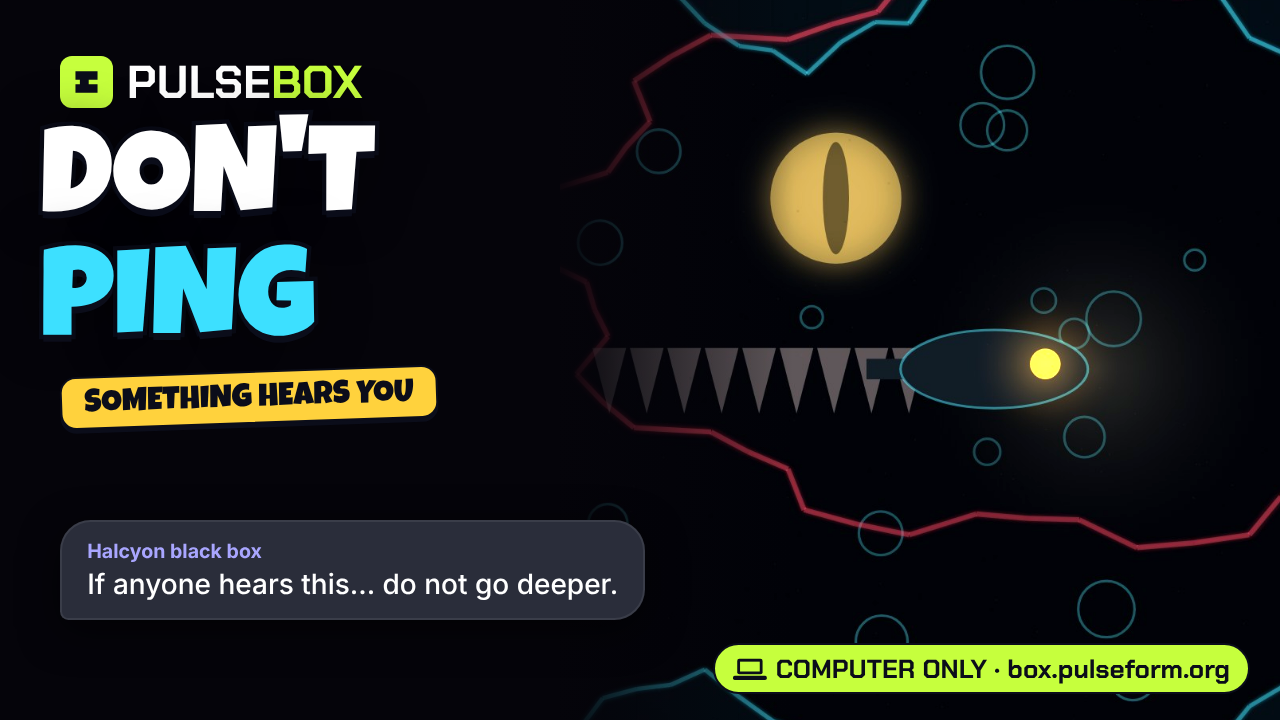 PULSEBOX
DON'T
PING
SOMETHING HEARS YOU
Halcyon black box
If anyone hears this... do not go deeper.
COMPUTER ONLY · box.pulseform.org